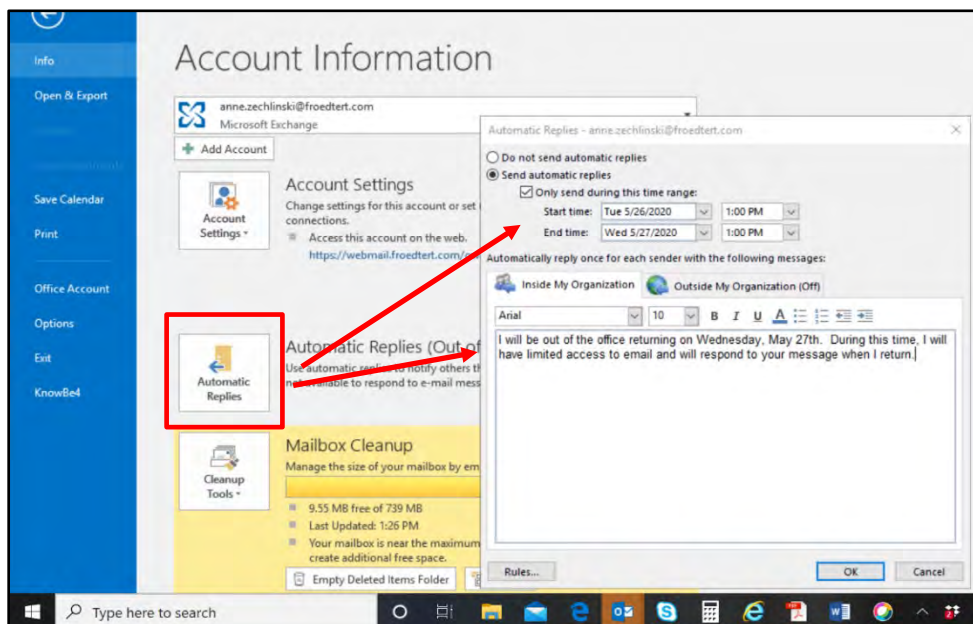 Info
Open & Export
Save Calendar
Print
Office Account
Options
Exit
KnowBe4
Account Information
anne.zechlinski@froedtert.com
Microsoft Exchange
Add Account
Account
Settings
Account Settings
Change settings for this account or set
connections.
Access this account on the web.
https://webmail.froedtert.com/
Automatic
Replies
Automatic Replies (Out of
Use automatic replies to notify others th
not available to respond to e-mail mess
Cleanup
Tools
Mailbox Cleanup
Manage the size of your mailbox by em
9.55 MB free of 739 MB
Last Updated: 1:26 PM
Your mailbox is near the maximum
create additional free space.
Empty Deleted Items Folder
Automatic Replies - anne.zechlinski@froedtert.com
Do not send automatic replies
Send automatic replies
Only send during this time range:
Start time: Tue 5/26/2020 1:00 PM
End time: Wed 5/27/2020 1:00 PM
Automatically reply once for each sender with the following messages:
Inside My Organization Outside My Organization (Off)
Arial 10 B I U A
I will be out of the office returning on Wednesday, May 27th. During this time, I will
have limited access to email and will respond to your message when I return.
Rules... OK Cancel
Type here to search